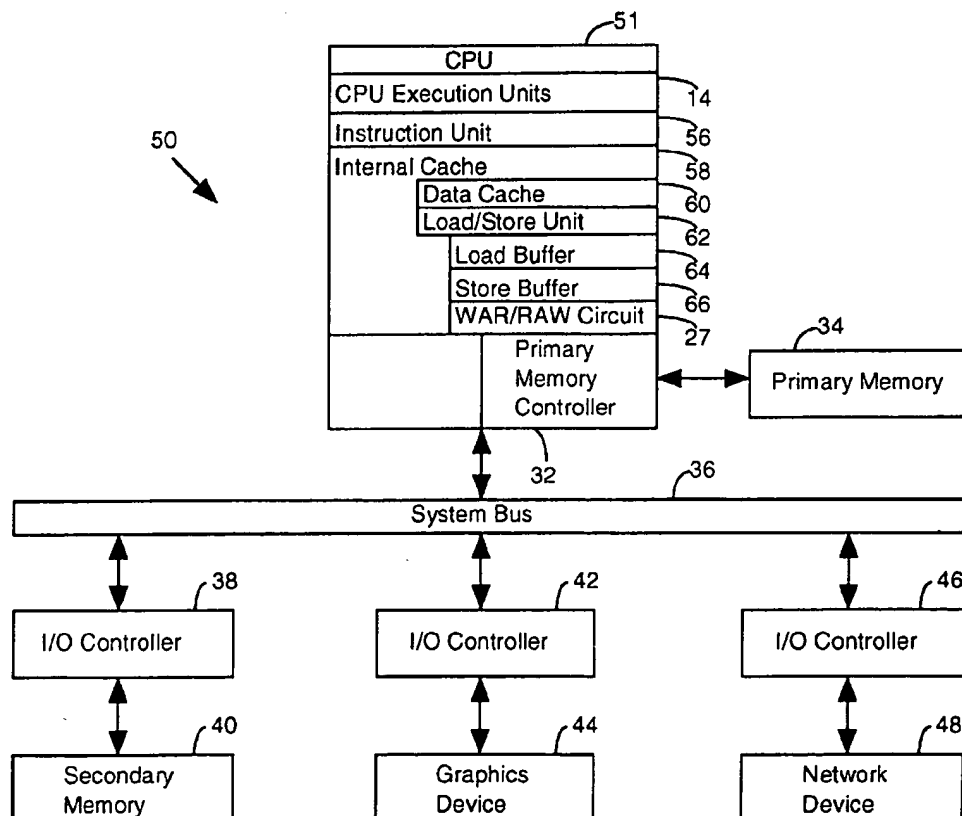 51
CPU
CPU Execution Units
14
Instruction Unit
56
50
Internal Cache
58
Data Cache
60
Load/Store Unit
62
Load Buffer
64
Store Buffer
66
WAR/RAW Circuit
27
34
Primary
Memory
Controller
Primary Memory
32
36
System Bus
38
42
46
I/O Controller
I/O Controller
I/O Controller
40
44
48
Secondary
Memory
Graphics
Device
Network
Device